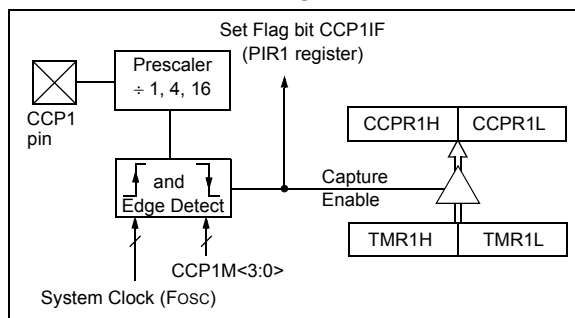 Set Flag bit CCP1IF
(PIR1 register)
Prescaler
÷ 1, 4, 16
CCP1
pin
CCPR1H CCPR1L
and
Edge Detect
Capture
Enable
TMR1H TMR1L
CCP1M<3:0>
System Clock (FOSC)